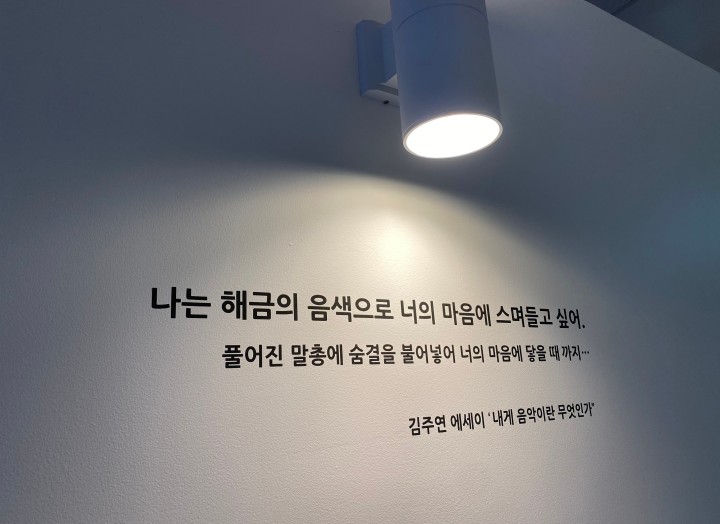 나는 해금의 음색으로 너의 마음에 스며들고 싶어.
풀어진 말총에 숨결을 불어넣어 너의 마음에 닿을 때 까지…
김주연 에세이 ‘내게 음악이란 무엇인가”